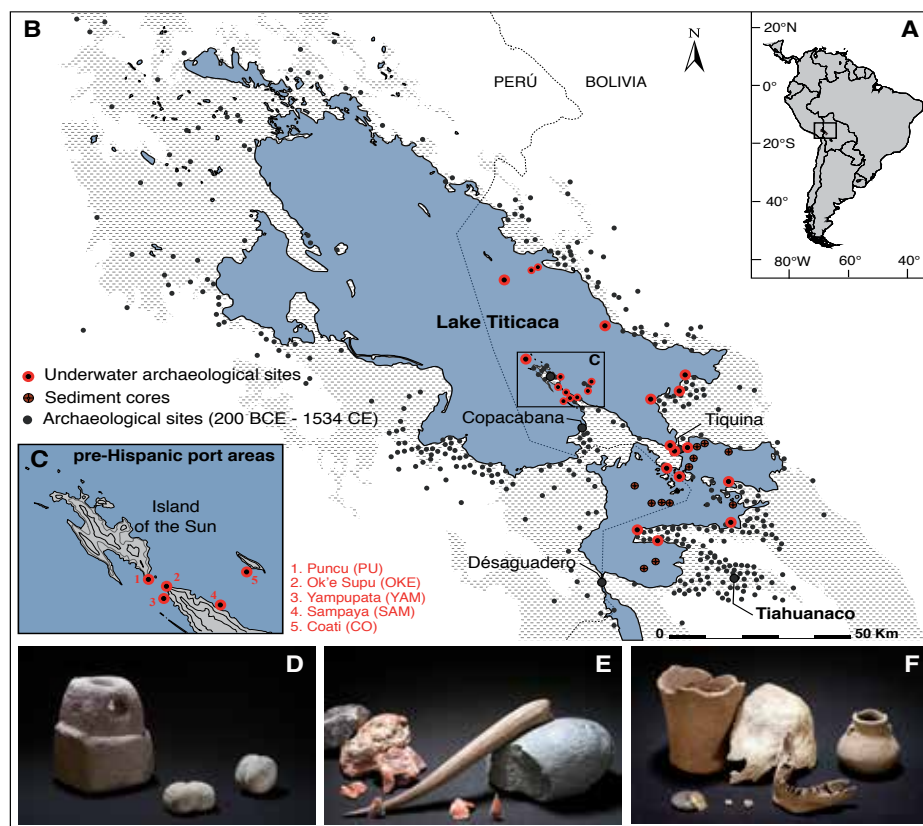 B
N
PERÚ
BOLIVIA
A
20°N
0°
20°S
40°
80°W
60°
40°
Lake Titicaca
C
Underwater archaeological sites
Sediment cores
Archaeological sites (200 BCE - 1534 CE)
Copacabana
Tiquina
C
pre-Hispanic port areas
Island
of the Sun
1
2
3
4
5
1. Puncu (PU)
2. Ok'e Supu (OKE)
3. Yampupata (YAM)
4. Sampaya (SAM)
5. Coati (CO)
Désaguadero
Tiahuanaco
0
50 Km
D
E
F